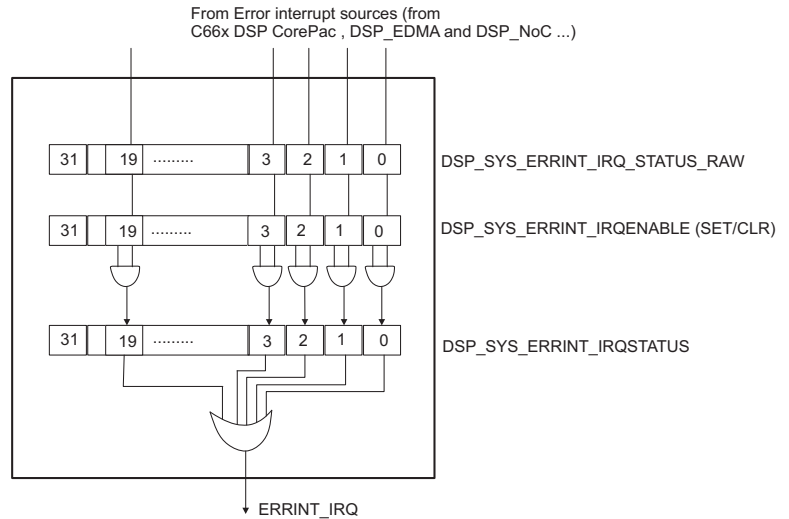 From Error interrupt sources (from
C66x DSP CorePac , DSP_EDMA and DSP_NoC ...)
31 19 ......... 3 2 1 0 DSP_SYS_ERRINT_IRQ_STATUS_RAW
31 19 ......... 3 2 1 0 DSP_SYS_ERRINT_IRQENABLE (SET/CLR)
31 19 ......... 3 2 1 0 DSP_SYS_ERRINT_IRQSTATUS
ERRINT_IRQ